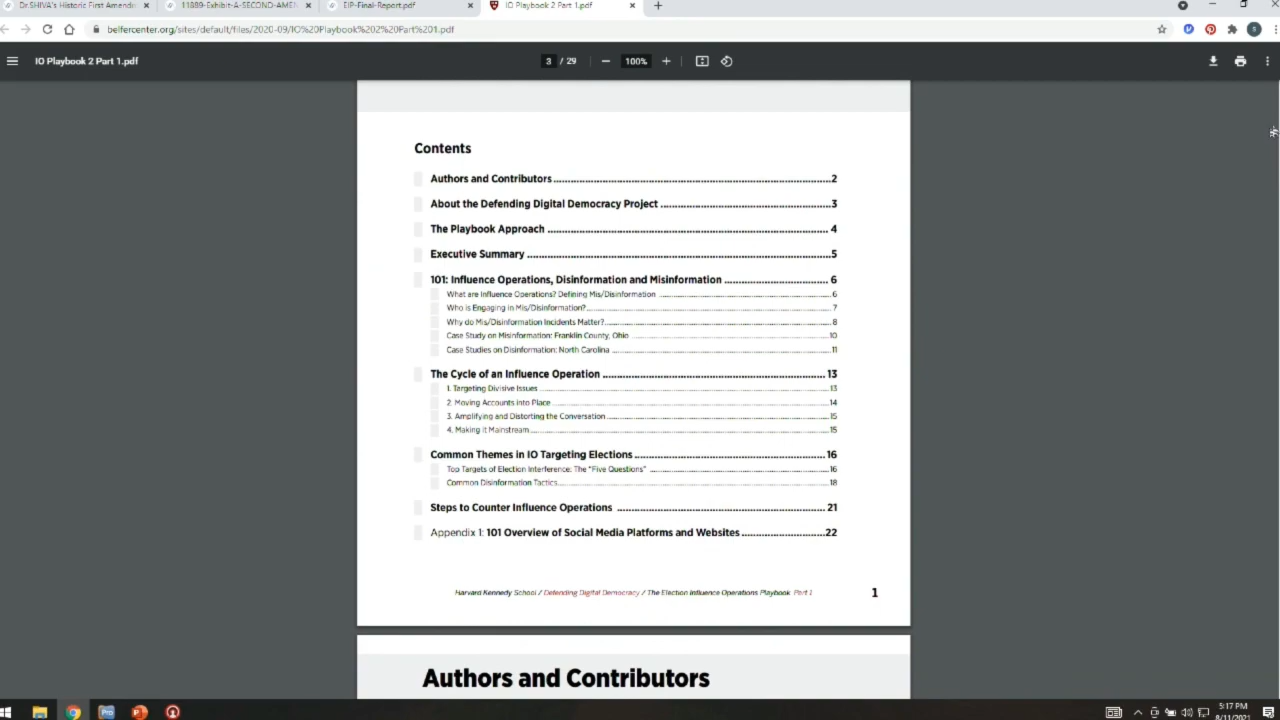 Dr.SHIVA's Historic First Amendm
11889-Exhibit-A-SECOND-AME
EIP-Final-Report.pdf
IO Playbook 2 Part 1.pdf
belfercenter.org/sites/default/files/2020-09/IO%20Playbook%202%20Part%201.pdf
IO Playbook 2 Part 1.pdf
3 / 29
100%
Contents
Authors and Contributors 2
About the Defending Digital Democracy Project 3
The Playbook Approach 4
Executive Summary 5
101: Influence Operations, Disinformation and Misinformation 6
What are Influence Operations? Defining Mis/Disinformation 6
Who is Engaging in Mis/Disinformation? 7
Why do Mis/Disinformation Incidents Matter? 8
Case Study on Misinformation: Franklin County, Ohio 10
Case Studies on Disinformation: North Carolina 11
The Cycle of an Influence Operation 13
1. Targeting Divisive Issues 13
2. Moving Accounts into Place 14
3. Amplifying and Distorting the Conversation 15
4. Making it Mainstream 15
Common Themes in IO Targeting Elections 16
Top Targets of Election Interference: The "Five Questions" 16
Common Disinformation Tactics 18
Steps to Counter Influence Operations 21
Appendix 1: 101 Overview of Social Media Platforms and Websites 22
Harvard Kennedy School / Defending Digital Democracy / The Election Influence Operations Playbook Part 1
1
Authors and Contributors
5:17 PM
8/11/2021